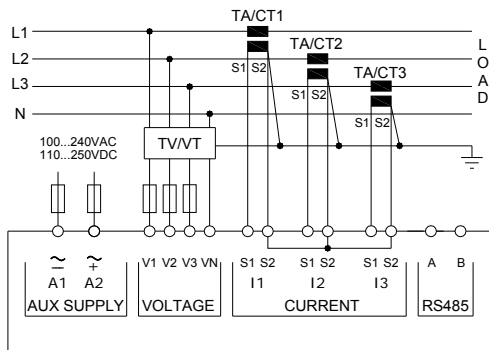 TA/CT1
L1
TA/CT2
L2
S1 S2
TA/CT3
L3
S1 S2
N
S1 S2
LOAD
100...240VAC
110...250VDC
TV/VT
V1 V2 V3 VN S1 S2 S1 S2 S1 S2 A B
A1 A2 I1 I2 I3
AUX SUPPLY VOLTAGE CURRENT RS485